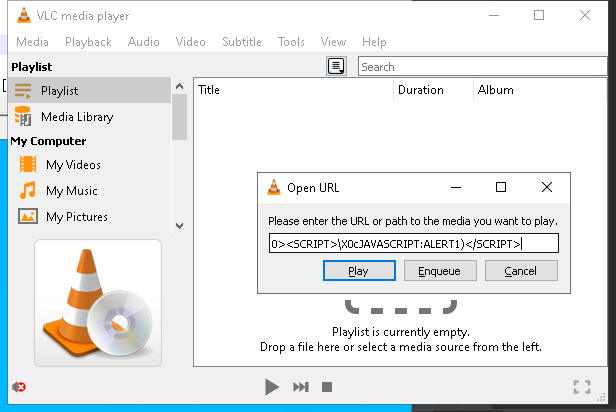 VLC media player
Media Playback Audio Video Subtitle Tools View Help
Playlist
Search
Playlist
Media Library
My Computer
My Videos
My Music
My Pictures
Title Duration Album
Open URL
Please enter the URL or path to the media you want to play.
0><SCRIPT>\X0cJAVASCRIPT:ALERT1)</SCRIPT>
Play Enqueue Cancel
Playlist is currently empty.
Drop a file here or select a media source from the left.